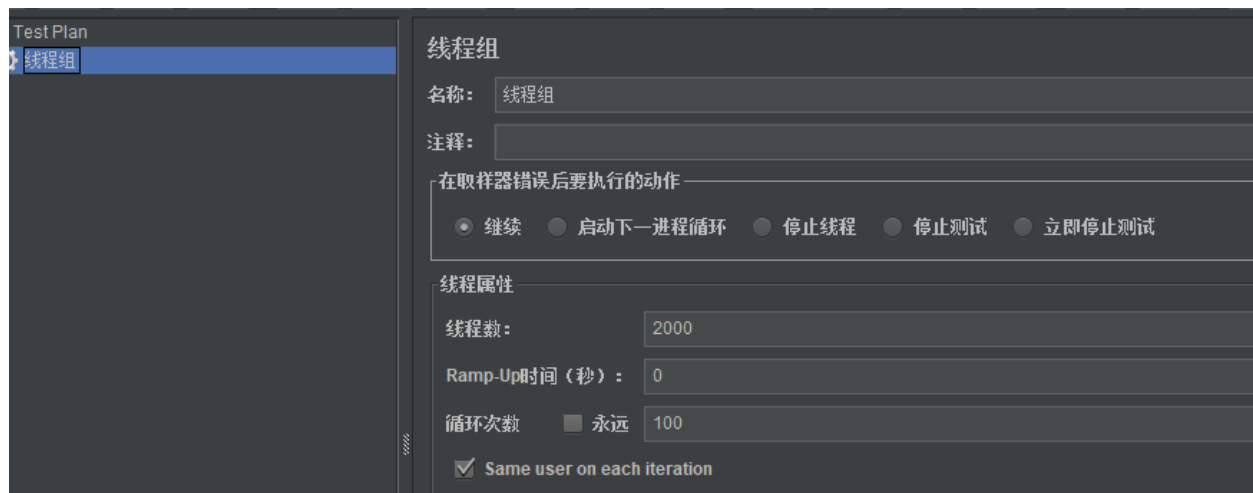 Test Plan
线程组
线程组
名称： 线程组
注释：
在取样器错误后要执行的动作
继续 启动下一进程循环 停止线程 停止测试 立即停止测试
线程属性
线程数： 2000
Ramp-Up时间（秒）： 0
循环次数 永远 100
Same user on each iteration